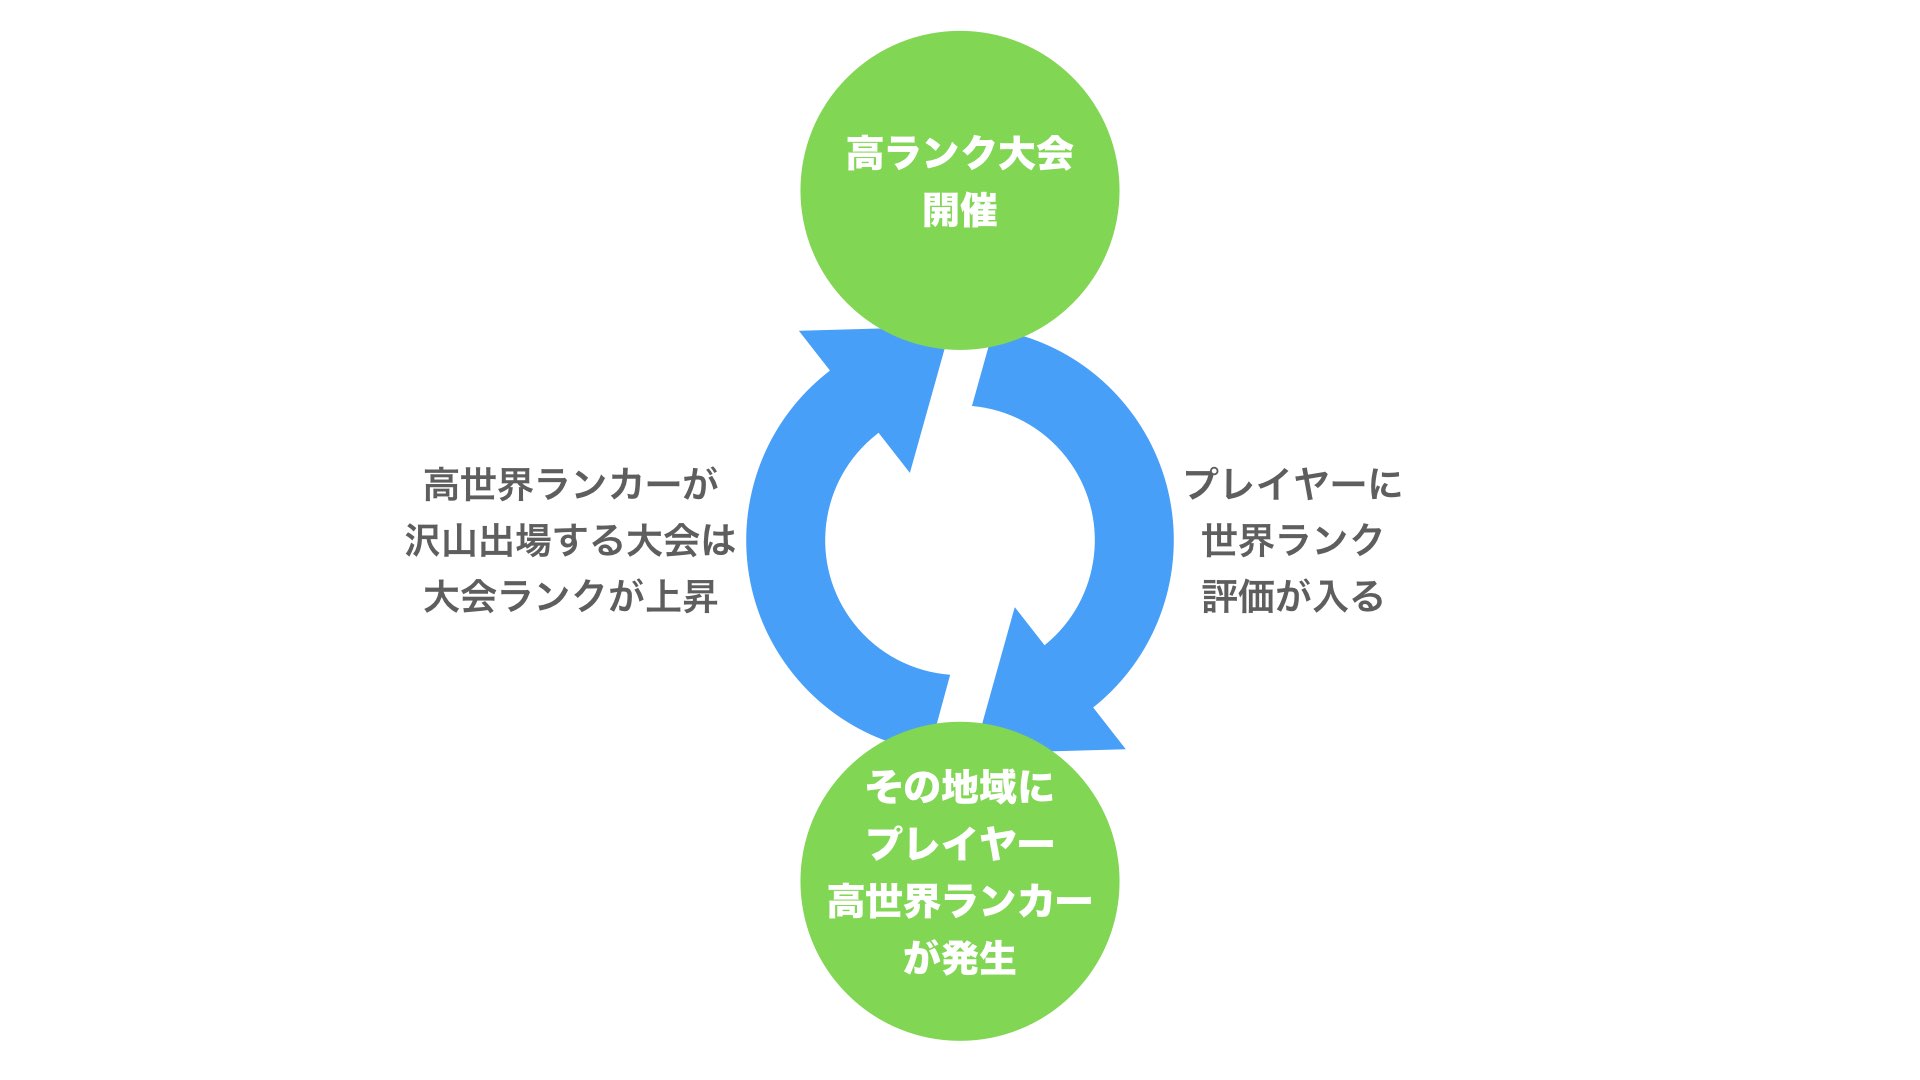 高ランク大会
開催
高世界ランカーが
沢山出場する大会は
大会ランクが上昇
プレイヤーに
世界ランク
評価が入る
その地域に
プレイヤー
高世界ランカー
が発生